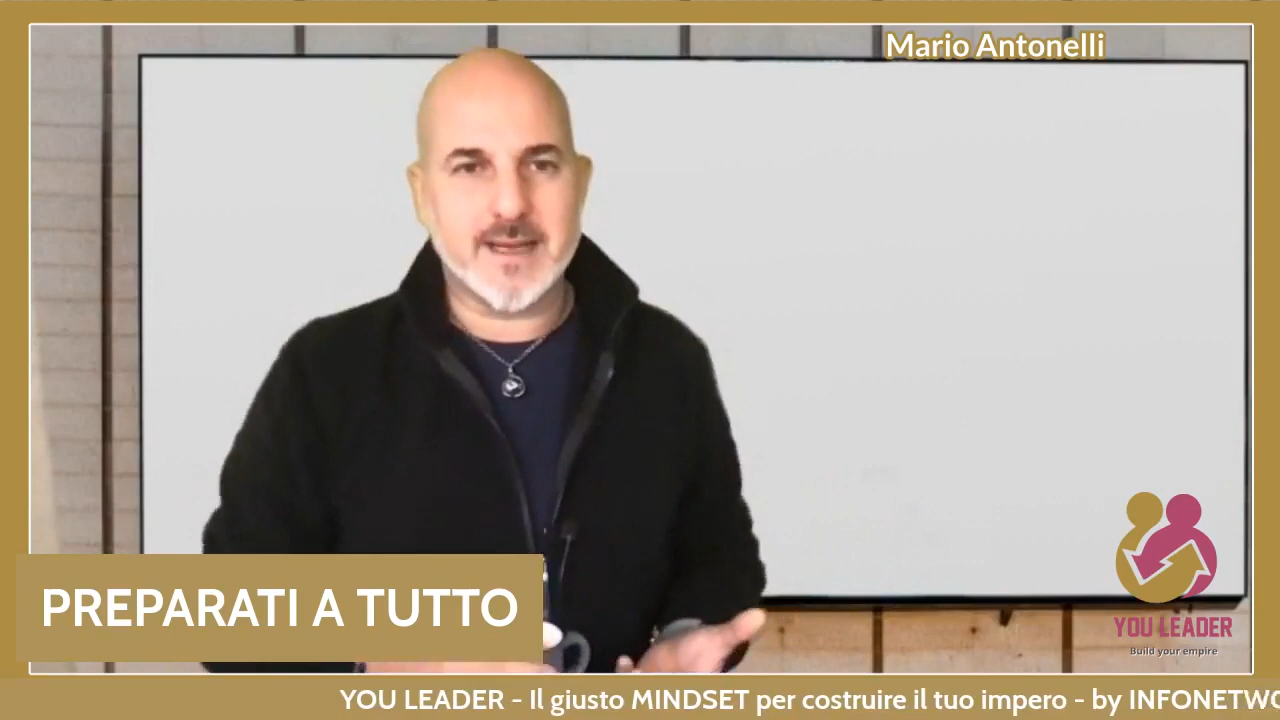 Mario Antonelli
PREPARATI A TUTTO
YOU LEADER
Build your empire
YOU LEADER - Il giusto MINDSET per costruire il tuo impero - by